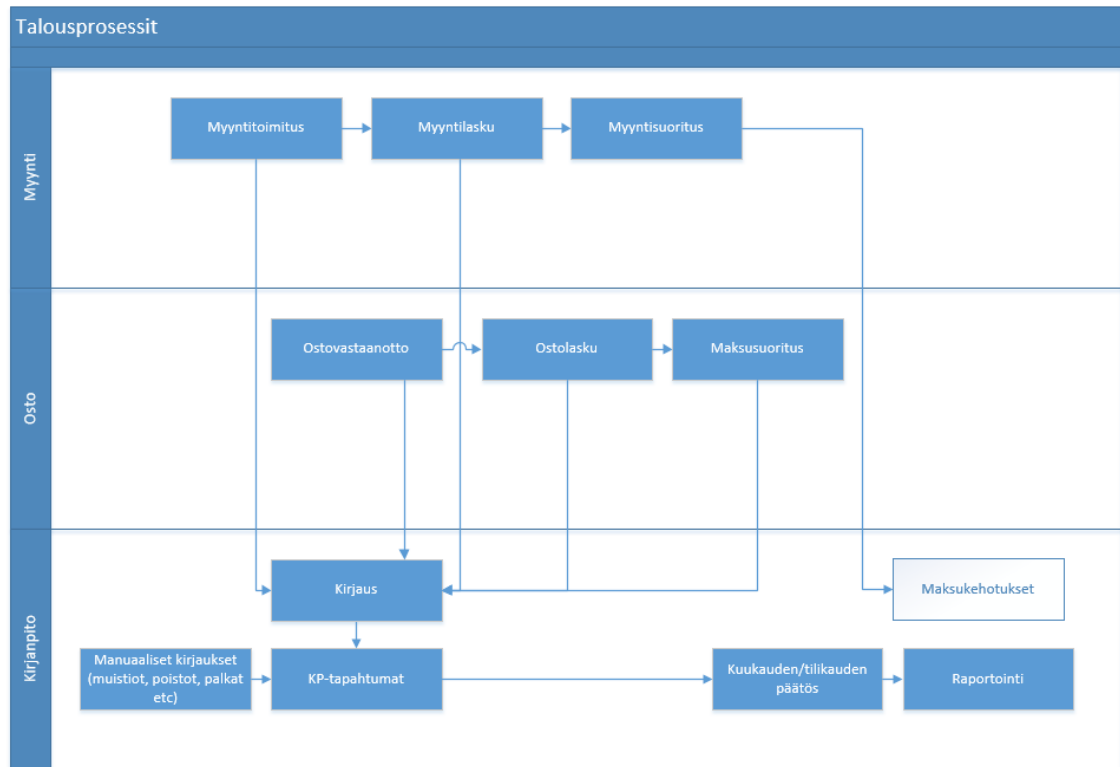 Talousprosessit
Myynti
Myyntitoimitus
Myyntilasku
Myyntisuoritus
Osto
Ostovastaanotto
Ostolasku
Maksusuoritus
Kirjanpito
Kirjaus
Maksukehotukset
Manuaaliset kirjaukset
(muistiot, poistot, palkat
etc)
KP-tapahtumat
Kuukauden/tilikauden
päätös
Raportointi